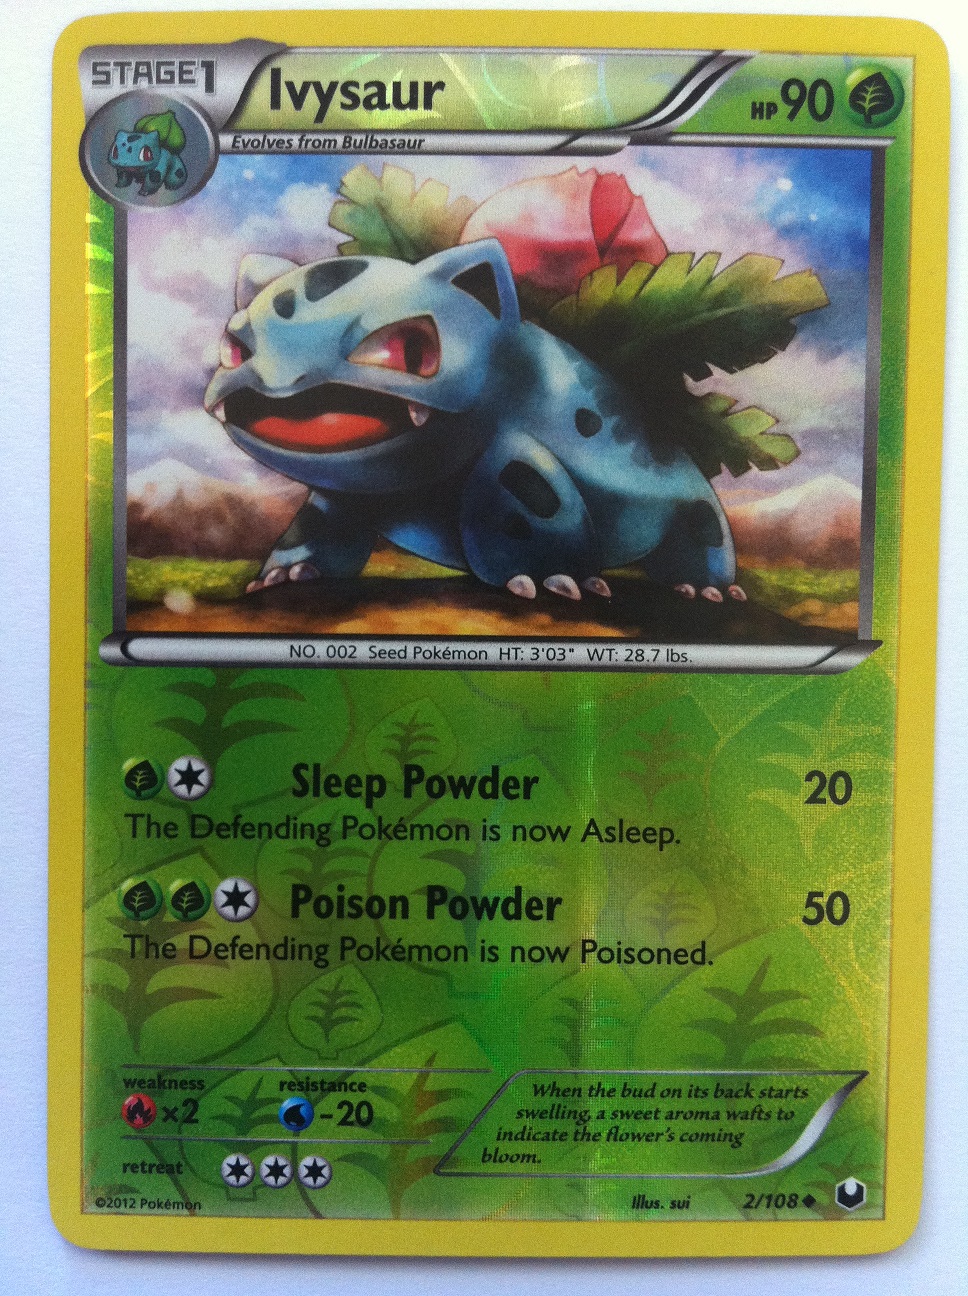 STAGE1
Ivysaur
HP 90
Evolves from Bulbasaur
NO. 002 Seed Pokémon HT: 3'03" WT: 28.7 lbs.
Sleep Powder 20
The Defending Pokémon is now Asleep.
Poison Powder 50
The Defending Pokémon is now Poisoned.
weakness resistance
x2 -20
retreat
When the bud on its back starts
swelling, a sweet aroma wafts to
indicate the flower's coming
bloom.
©2012 Pokémon Illus. sui 2/108